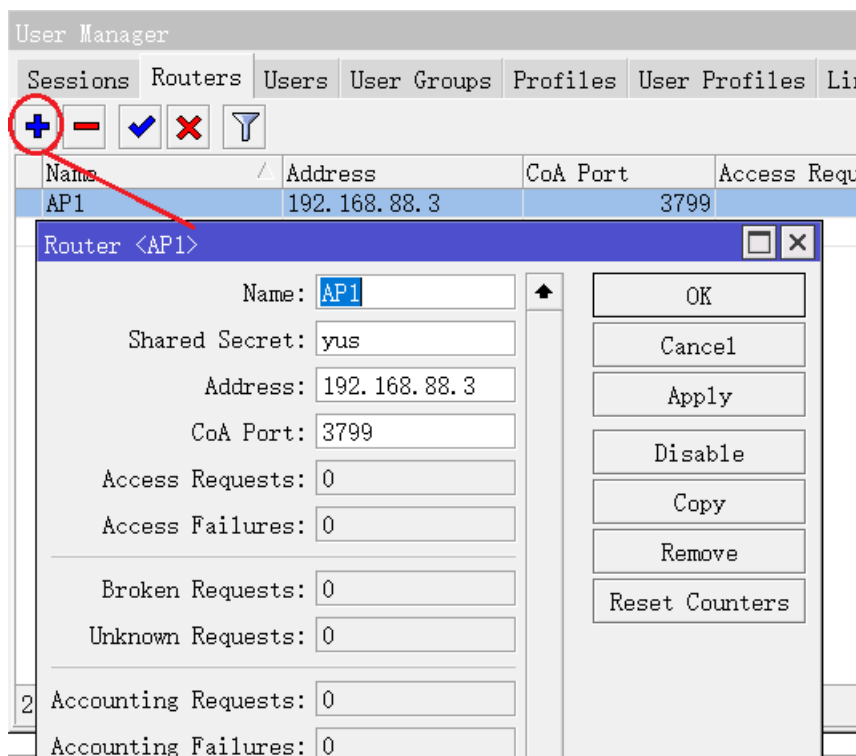 User Manager
Sessions Routers Users User Groups Profiles User Profiles
Name Address CoA Port Access
AP1 192.168.88.3 3799
Router <AP1>
Name: AP1
OK
Shared Secret: yus
Cancel
Address: 192.168.88.3
Apply
CoA Port: 3799
Disable
Access Requests: 0
Copy
Access Failures: 0
Remove
Broken Requests: 0
Reset Counters
Unknown Requests: 0
2
Accounting Requests: 0
Accounting Failures: 0